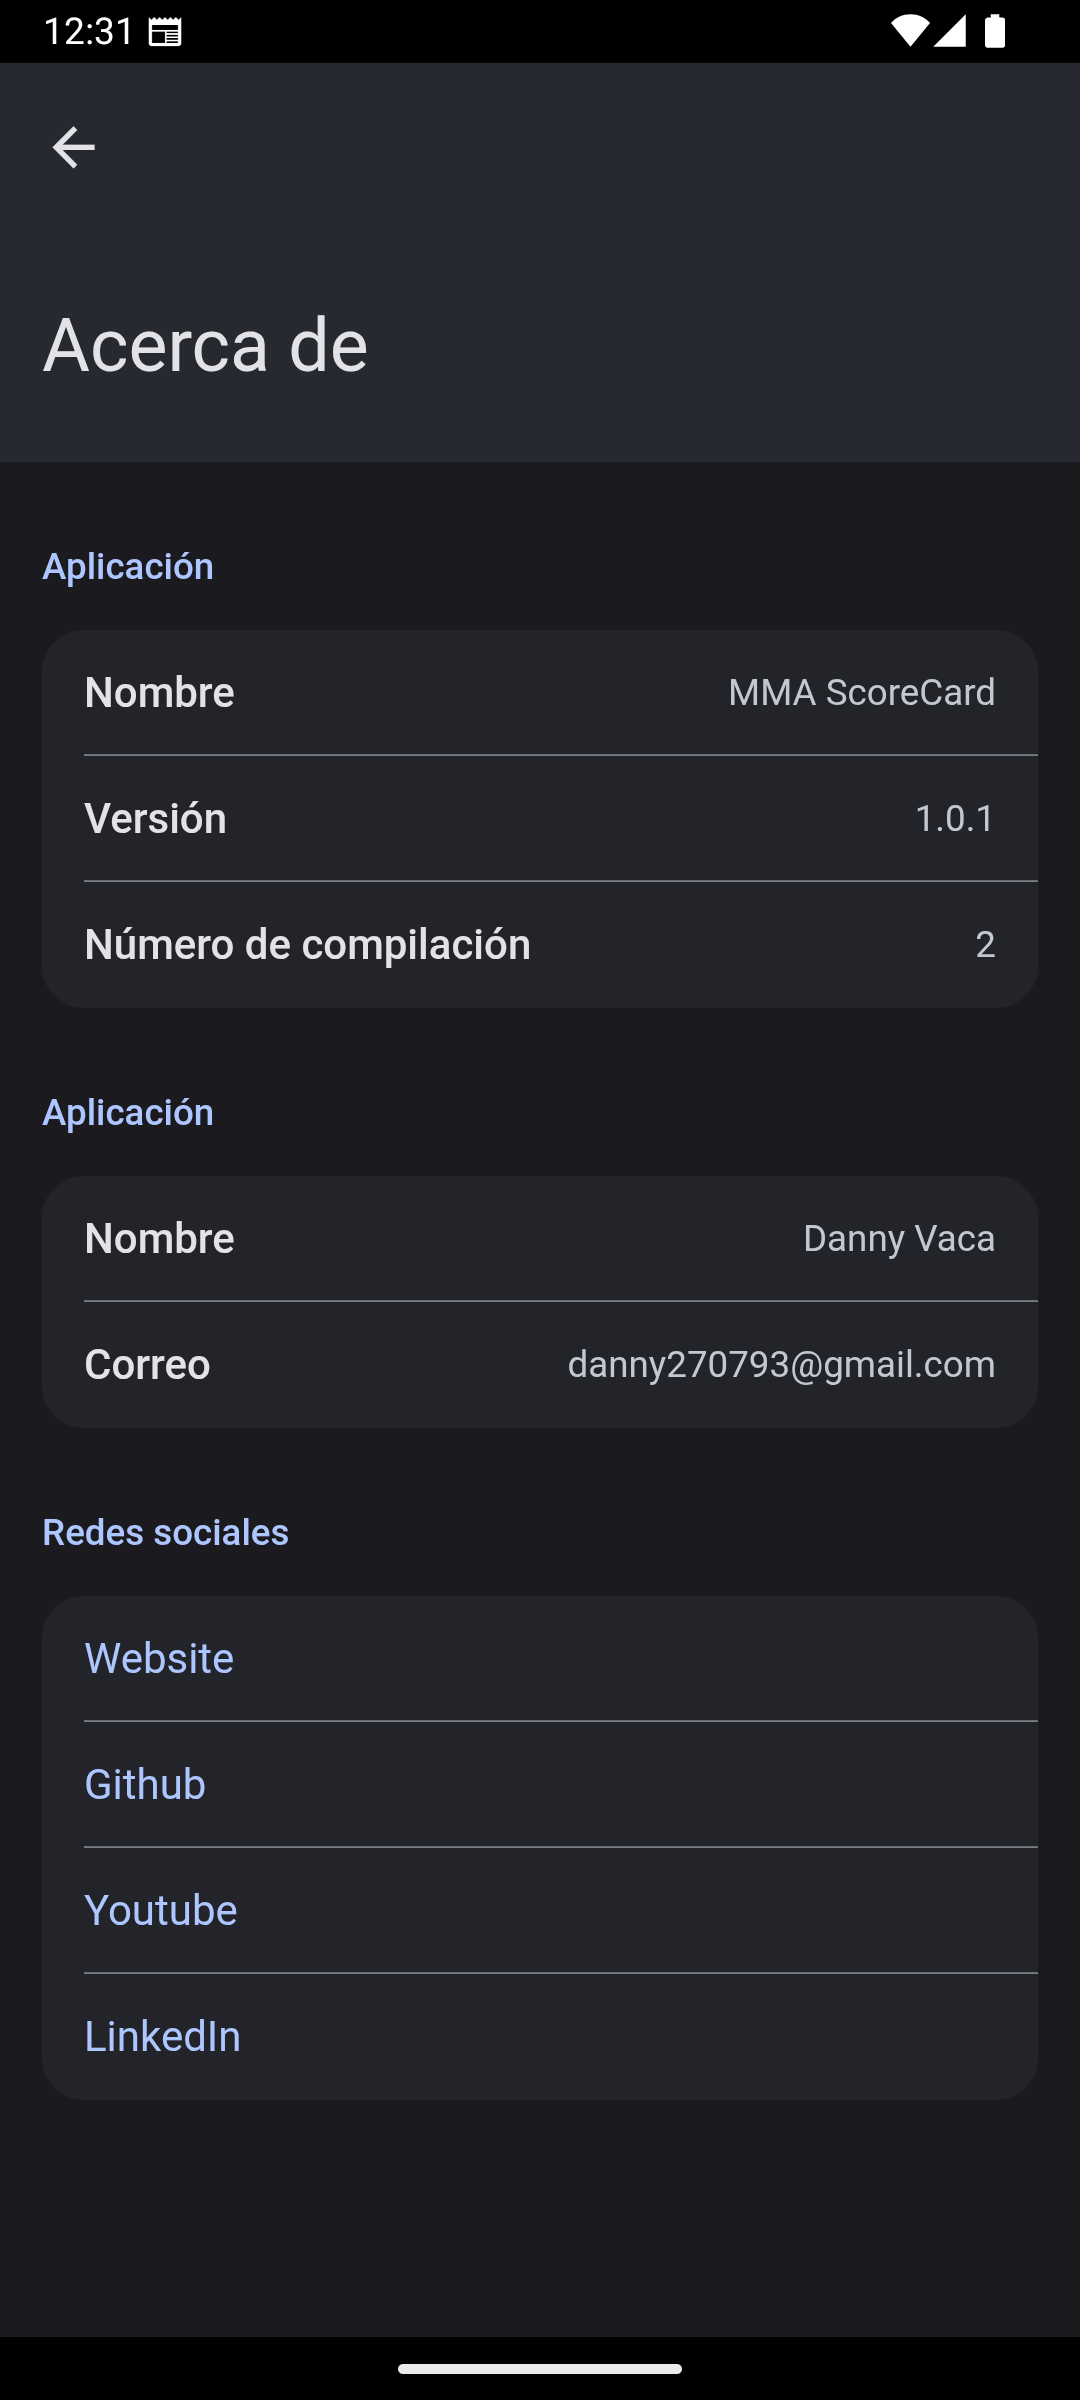 12:31
Acerca de
Aplicación
Nombre MMA ScoreCard
Versión 1.0.1
Número de compilación 2
Aplicación
Nombre Danny Vaca
Correo danny270793@gmail.com
Redes sociales
Website
Github
Youtube
LinkedIn